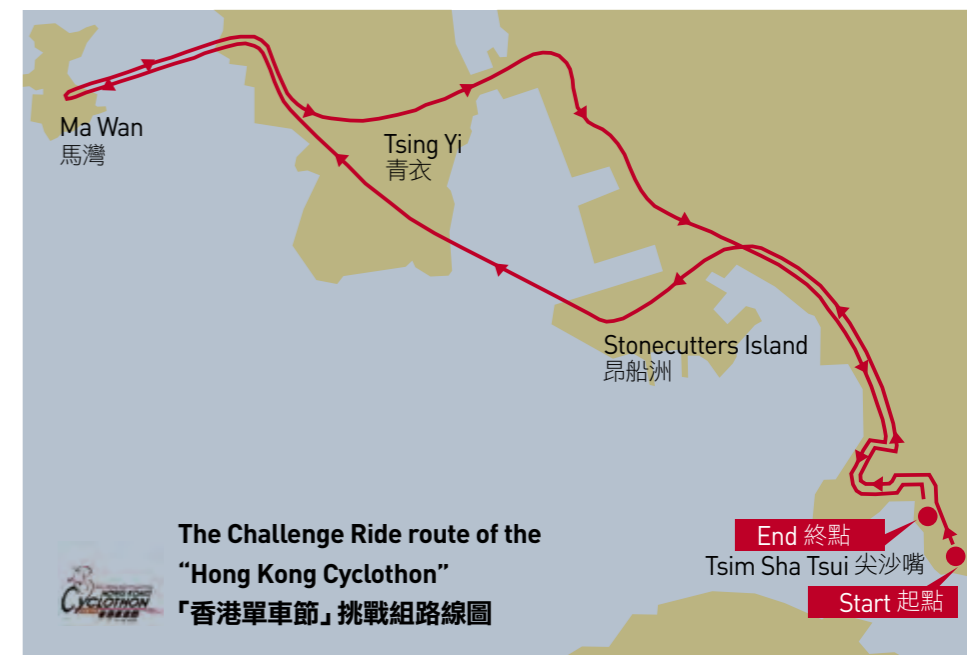 Ma Wan
馬灣
Tsing Yi
青衣
Stonecutters Island
昂船洲
End 終點
Tsim Sha Tsui 尖沙嘴
Start 起點
The Challenge Ride route of the
“Hong Kong Cyclothon”
「香港單車節」挑戰組路線圖
HONG KONG
CYCLOTHON